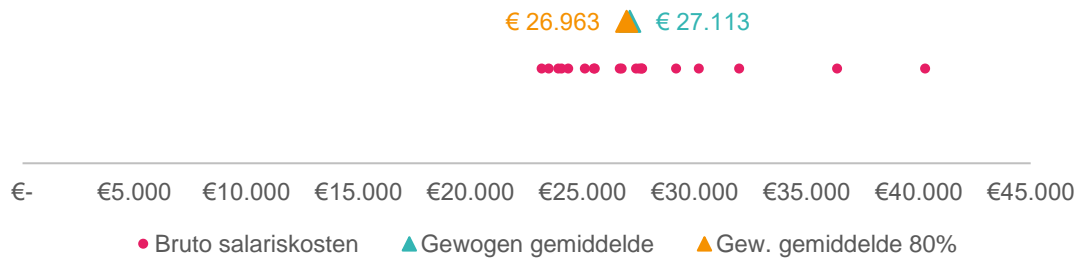 € 26.963 € 27.113
€- €5.000 €10.000 €15.000 €20.000 €25.000 €30.000 €35.000 €40.000 €45.000
Bruto salariskosten Gewogen gemiddelde Gew. gemiddelde 80%